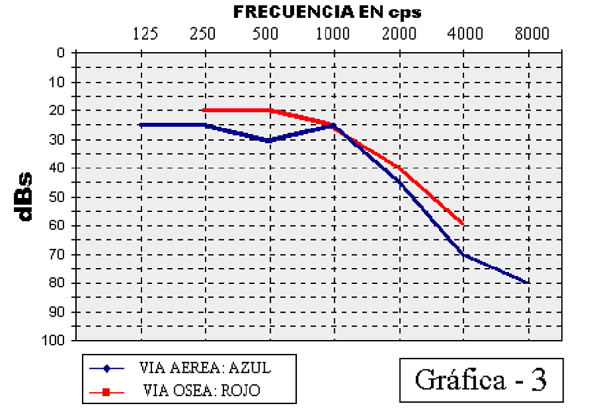 FRECUENCIA EN cps
125 250 500 1000 2000 4000 8000
0
10
20
30
40
50
60
70
80
90
100
dBs
VIA AEREA: AZUL
VIA OSEA: ROJO
Gráfica - 3